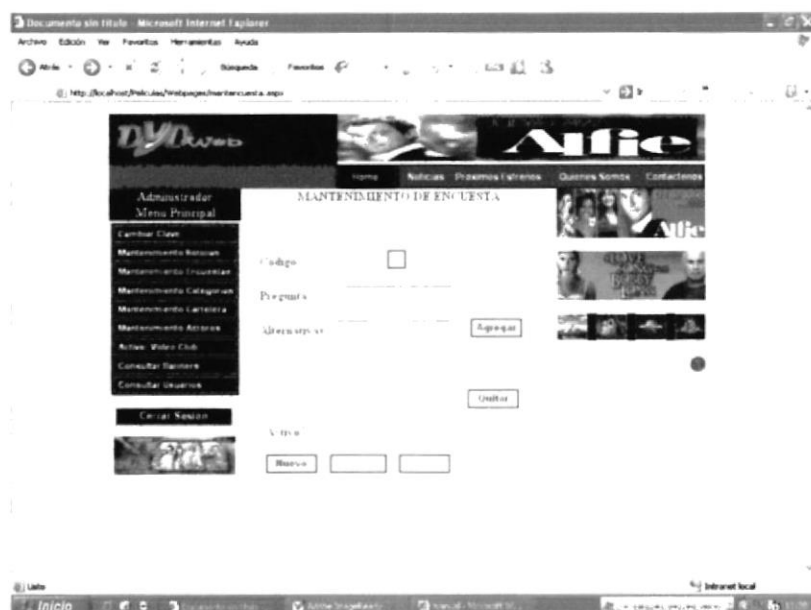 Documento sin título - Microsoft Internet Explorer
Archivo Edición Ver Favoritos Herramientas Ayuda
Atrás Búsqueda Favoritos
http://localhost/Peliculas/Webpages/mantencuesta.aspx
DYD web
Alfie
Home Noticias Proximos Estrenos Quienes Somos Contactenos
Administrador
Menu Principal
MANTENIMIENTO DE ENCUESTA
Alfie
Cambiar Clave
Mantenimiento Noticias
Mantenimiento Encuestas
Mantenimiento Categorias
Mantenimiento Cartelera
Mantenimiento Actores
Activar Video Club
Consultar Banners
Consultar Usuarios
Codigo
Pregunta
Alternativas
Agregar
Quitar
Cerrar Sesion
Activo
Nuevo
Listo
Intranet local
Inicio